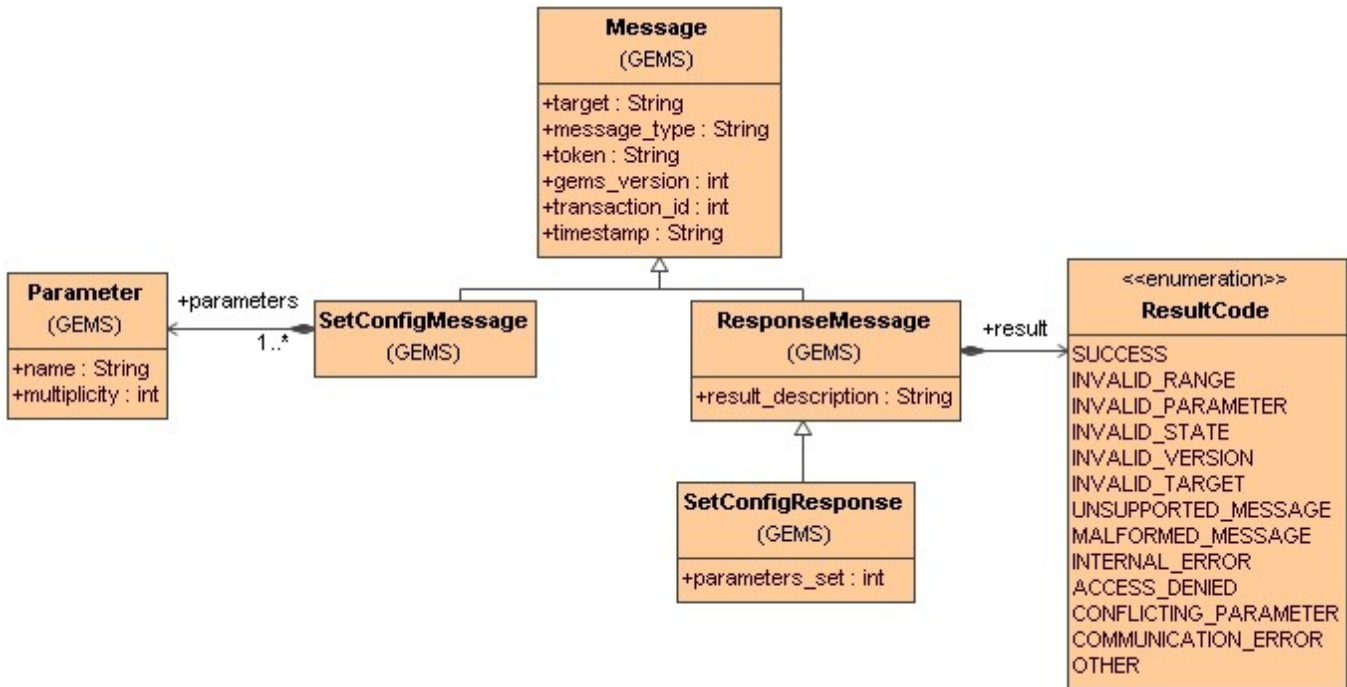 Message
(GEMS)
+target : String
+message_type : String
+token : String
+gems_version : int
+transaction_id : int
+timestamp : String
Parameter
(GEMS)
+name : String
+multiplicity : int
+parameters
1..*
SetConfigMessage
(GEMS)
ResponseMessage
(GEMS)
+result_description : String
+result
SetConfigResponse
(GEMS)
+parameters_set : int
<<enumeration>>
ResultCode
SUCCESS
INVALID_RANGE
INVALID_PARAMETER
INVALID_STATE
INVALID_VERSION
INVALID_TARGET
UNSUPPORTED_MESSAGE
MALFORMED_MESSAGE
INTERNAL_ERROR
ACCESS_DENIED
CONFLICTING_PARAMETER
COMMUNICATION_ERROR
OTHER